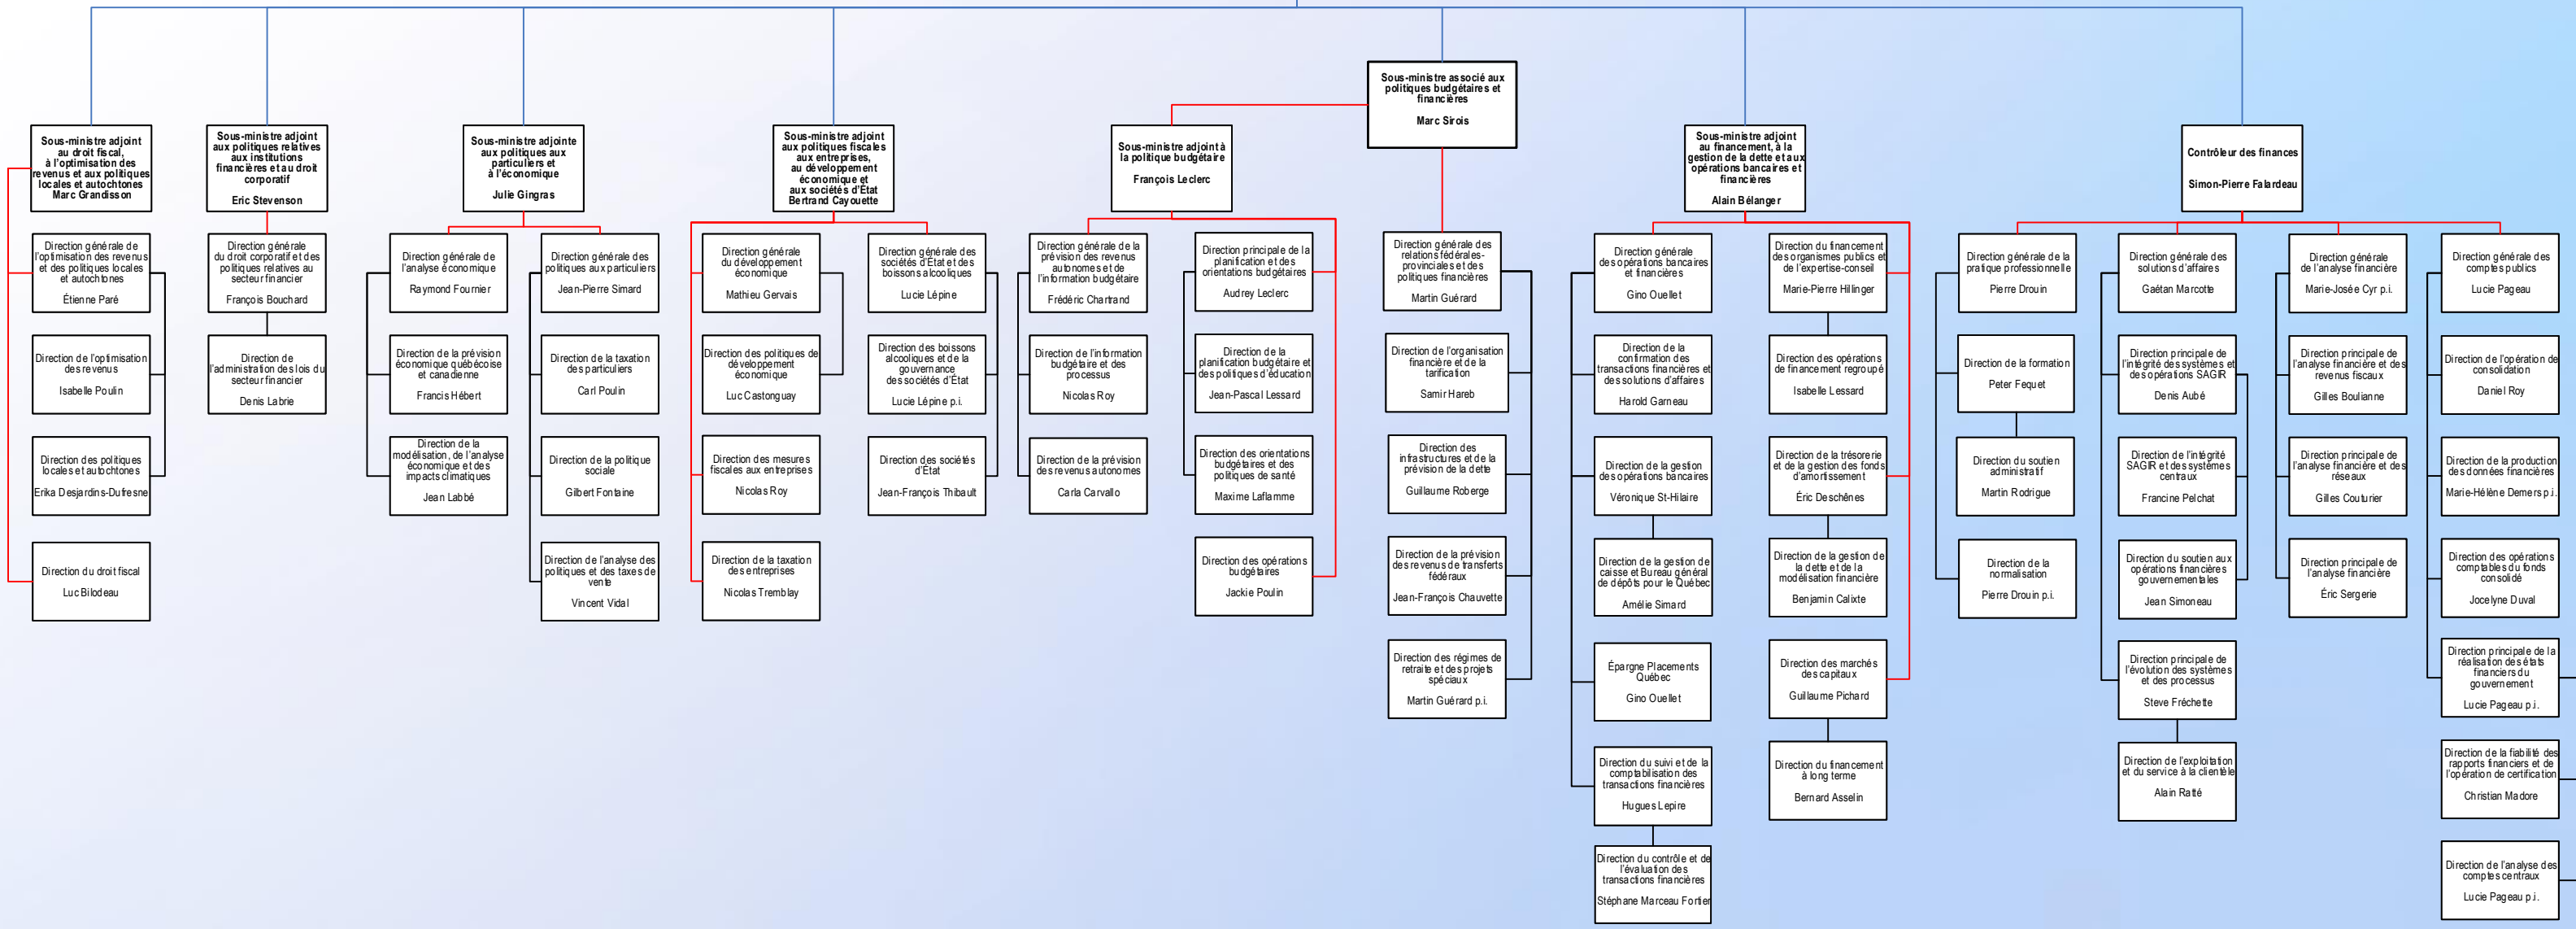 Sous-ministre associé aux
politiques budgétaires et
financières
Marc Sirois
Sous-ministre adjoint
au droit fiscal,
à l'optimisation des
revenus et aux politiques
locales et autochtones
Marc Grandisson
Sous-ministre adjoint
aux politiques relatives
aux institutions
financières et au droit
corporatif
Eric Stevenson
Sous-ministre adjointe
aux politiques aux
particuliers et
à l'économique
Julie Gingras
Sous-ministre adjoint
aux politiques fiscales
aux entreprises,
au développement
économique et
aux sociétés d'État
Bertrand Cayouette
Sous-ministre adjoint à
la politique budgétaire
François Leclerc
Sous-ministre adjoint
au financement, à la
gestion de la dette et aux
opérations bancaires et
financières
Alain Bélanger
Contrôleur des finances
Simon-Pierre Falardeau
Direction générale de
l'optimisation des revenus
et des politiques locales
et autochtones
Étienne Paré
Direction de l'optimisation
des revenus
Isabelle Poulin
Direction des politiques
locales et autochtones
Erika Desjardins-Dufresne
Direction du droit fiscal
Luc Bilodeau
Direction générale
du droit corporatif et des
politiques relatives au
secteur financier
François Bouchard
Direction de
l'administration des lois du
secteur financier
Denis Labrie
Direction générale de
l'analyse économique
Raymond Fournier
Direction de la prévision
économique québécoise
et canadienne
Francis Hébert
Direction de la
modélisation, de l'analyse
économique et des
impacts climatiques
Jean Labbé
Direction générale des
politiques aux particuliers
Jean-Pierre Simard
Direction de la taxation
des particuliers
Carl Poulin
Direction de la politique
sociale
Gilbert Fontaine
Direction de l'analyse des
politiques et des taxes de
vente
Vincent Vidal
Direction générale
du développement
économique
Mathieu Gervais
Direction des politiques de
développement
économique
Luc Castonguay
Direction des mesures
fiscales aux entreprises
Nicolas Roy
Direction de la taxation
des entreprises
Nicolas Tremblay
Direction générale des
sociétés d'État et des
boissons alcooliques
Lucie Lépine
Direction des boissons
alcooliques et de la
gouvernance
des sociétés d'État
Lucie Lépine p.i.
Direction des sociétés
d'État
Jean-François Thibault
Direction générale de la
prévision des revenus
autonomes et de
l'information budgétaire
Frédéric Chartrand
Direction de l'information
budgétaire et des
processus
Nicolas Roy
Direction de la prévision
des revenus autonomes
Carla Carvallo
Direction principale de la
planification et des
orientations budgétaires
Audrey Leclerc
Direction de la
planification budgétaire et
des politiques d'éducation
Jean-Pascal Lessard
Direction des orientations
budgétaires et des
politiques de santé
Maxime Laflamme
Direction des opérations
budgétaires
Jackie Poulin
Direction générale des
relations fédérales-
provinciales et des
politiques financières
Martin Guérard
Direction de l'organisation
financière et de la
tarification
Samir Hareb
Direction des
infrastructures et de la
prévision de la dette
Guillaume Roberge
Direction de la prévision
des revenus de transferts
fédéraux
Jean-François Chauvette
Direction des régimes de
retraite et des projets
spéciaux
Martin Guérard p.i.
Direction générale
des opérations bancaires
et financières
Gino Ouellet
Direction de la
confirmation des
transactions financières et
des solutions d'affaires
Harold Garneau
Direction de la gestion
des opérations bancaires
Véronique St-Hilaire
Direction de la gestion de
caisse et Bureau général
de dépôts pour le Québec
Amélie Simard
Épargne Placements
Québec
Gino Ouellet
Direction du suivi et de la
comptabilisation des
transactions financières
Hugues Lepire
Direction du contrôle et de
l'évaluation des
transactions financières
Stéphane Marceau Fortier
Direction du financement
des organismes publics et
de l'expertise-conseil
Marie-Pierre Hillinger
Direction des opérations
de financement regroupé
Isabelle Lessard
Direction de la trésorerie
et de la gestion des fonds
d'amortissement
Éric Deschênes
Direction de la gestion de
la dette et de la
modélisation financière
Benjamin Calixte
Direction des marchés
des capitaux
Guillaume Pichard
Direction du financement
à long terme
Bernard Asselin
Direction générale de la
pratique professionnelle
Pierre Drouin
Direction de la formation
Peter Fequet
Direction du soutien
administratif
Martin Rodrigue
Direction de la
normalisation
Pierre Drouin p.i.
Direction générale des
solutions d'affaires
Gaétan Marcotte
Direction principale de
l'intégrité des systèmes et
des opérations SAGIR
Denis Aubé
Direction de l'intégrité
SAGIR et des systèmes
centraux
Francine Pelchat
Direction du soutien aux
opérations financières
gouvernementales
Jean Simoneau
Direction principale de
l'évolution des systèmes
et des processus
Steve Fréchette
Direction de l'exploitation
et du service à la clientèle
Alain Ratté
Direction générale
de l'analyse financière
Marie-Josée Cyr p.i.
Direction principale de
l'analyse financière et des
revenus fiscaux
Gilles Boulianne
Direction principale de
l'analyse financière et des
réseaux
Gilles Couturier
Direction principale de
l'analyse financière
Éric Sergerie
Direction générale des
comptes publics
Lucie Pageau
Direction de l'opération de
consolidation
Daniel Roy
Direction de la production
des données financières
Marie-Hélène Demers p.i.
Direction des opérations
comptables du fonds
consolidé
Jocelyne Duval
Direction principale de la
réalisation des états
financiers du
gouvernement
Lucie Pageau p.i.
Direction de la fiabilité des
rapports financiers et de
l'opération de certification
Christian Madore
Direction de l'analyse des
comptes centraux
Lucie Pageau p.i.